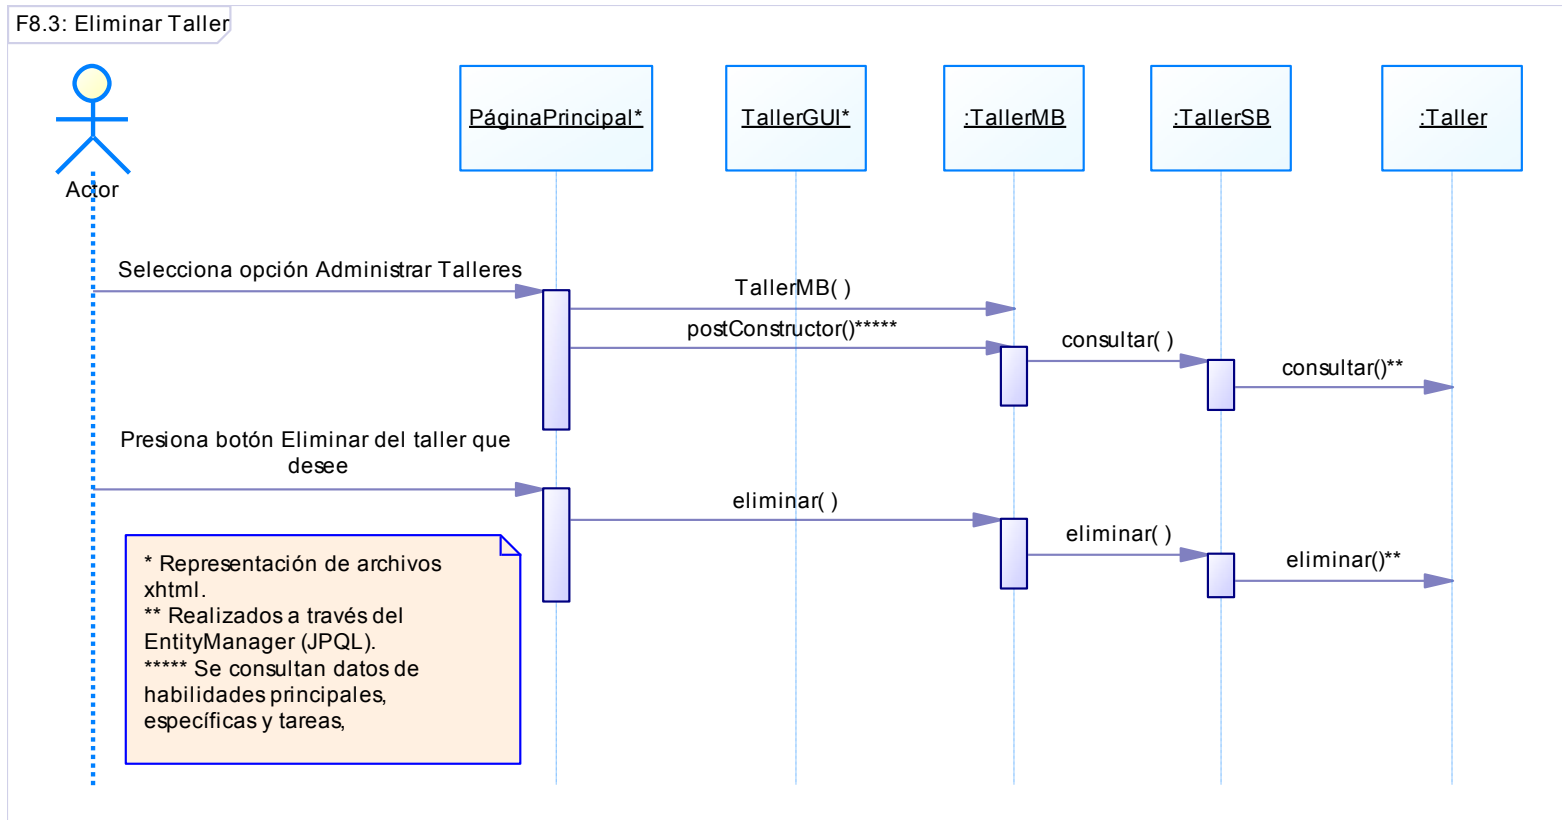 F8.3: Eliminar Taller
PáginaPrincipal*
TallerGUI*
:TallerMB
:TallerSB
:Taller
Actor
Selecciona opción Administrar Talleres
TallerMB( )
postConstructor()*****
consultar( )
consultar()**
Presiona botón Eliminar del taller que
desee
eliminar( )
eliminar( )
eliminar()**
* Representación de archivos
xhtml.
** Realizados a través del
EntityManager (JPQL).
***** Se consultan datos de
habilidades principales,
específicas y tareas,